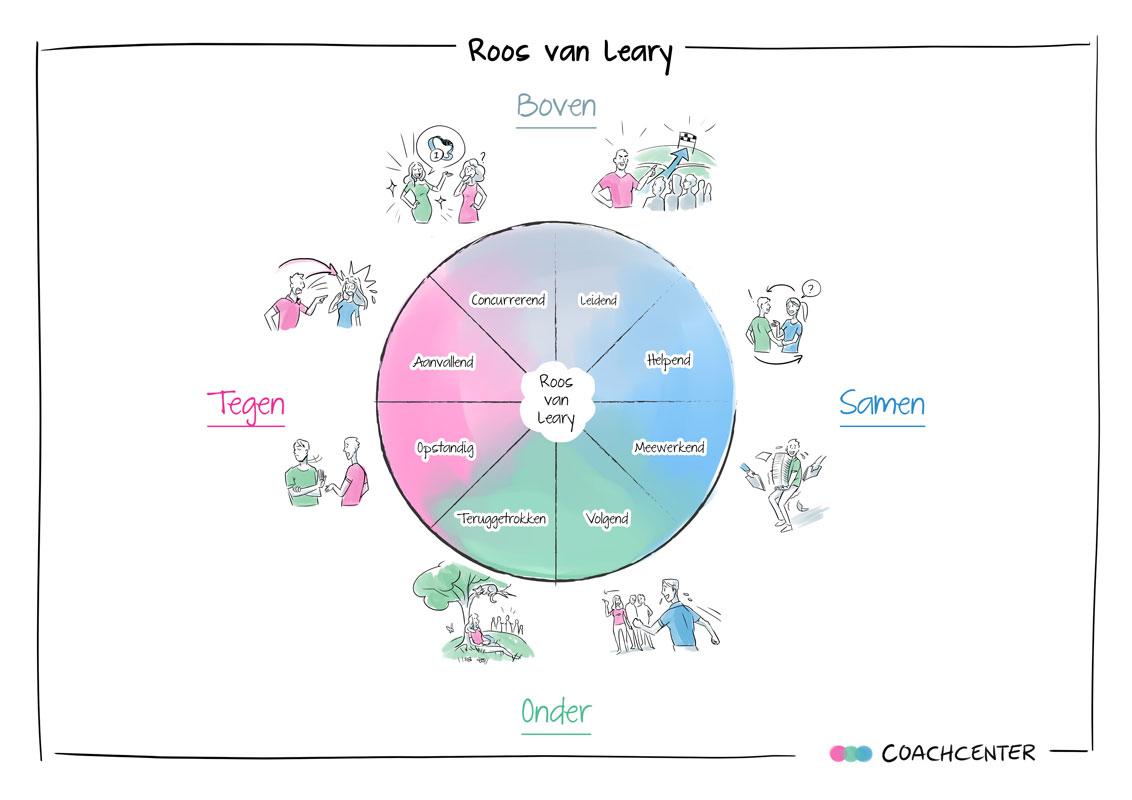 Roos van Leary
Boven
1
?
Concurrerend
Leidend
?
Aanvallend
Helpend
Roos
van
Leary
Tegen
Samen
Opstandig
Meewerkend
Teruggetrokken
Volgend
Onder
COACHCENTER